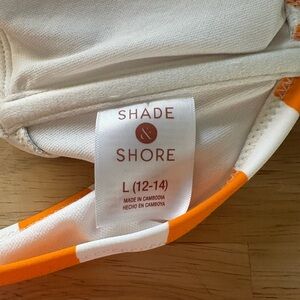 SHADE
&
SHORE
L (12-14)
MADE IN CAMBODIA
HECHO EN CAMBOYA